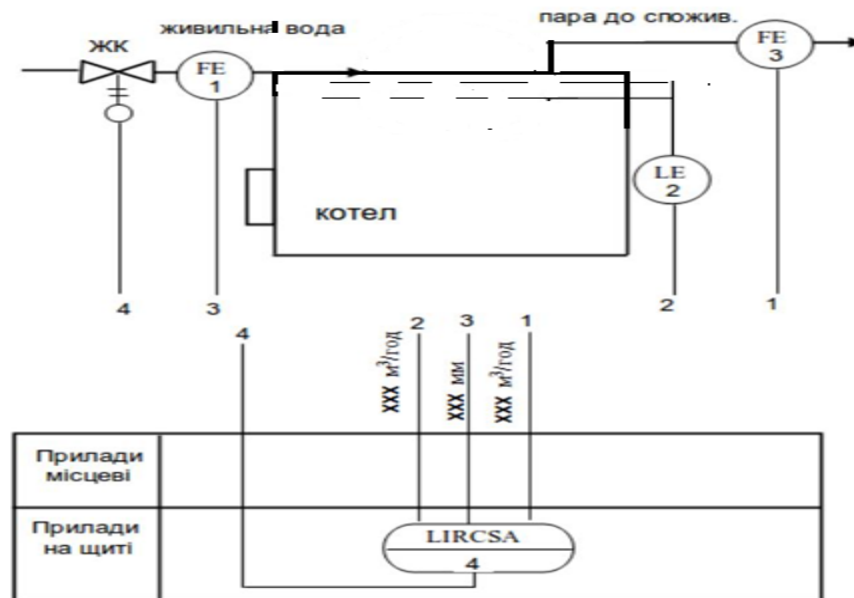 живильна вода
пара до спожив.
ЖК
FE
1
FE
3
LE
2
котел
4
3
2
1
4
2
3
1
XXX м³/год
XXX мм
XXX м³/год
Прилади
місцеві
Прилади
на щиті
LIRCSA
4